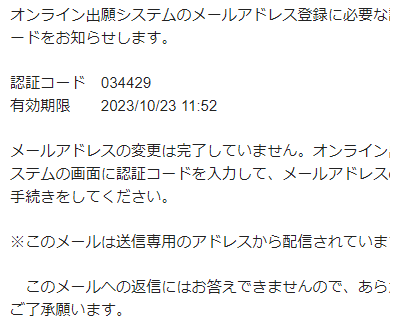 オンライン出願システムのメールアドレス登録に必要な
ードをお知らせします。
認証コード　034429
有効期限　　2023/10/23 11:52
メールアドレスの変更は完了していません。オンライン
ステムの画面に認証コードを入力して、メールアドレス
手続きをしてください。
※このメールは送信専用のアドレスから配信されていま
このメールへの返信にはお答えできませんので、あら
ご了承願います。